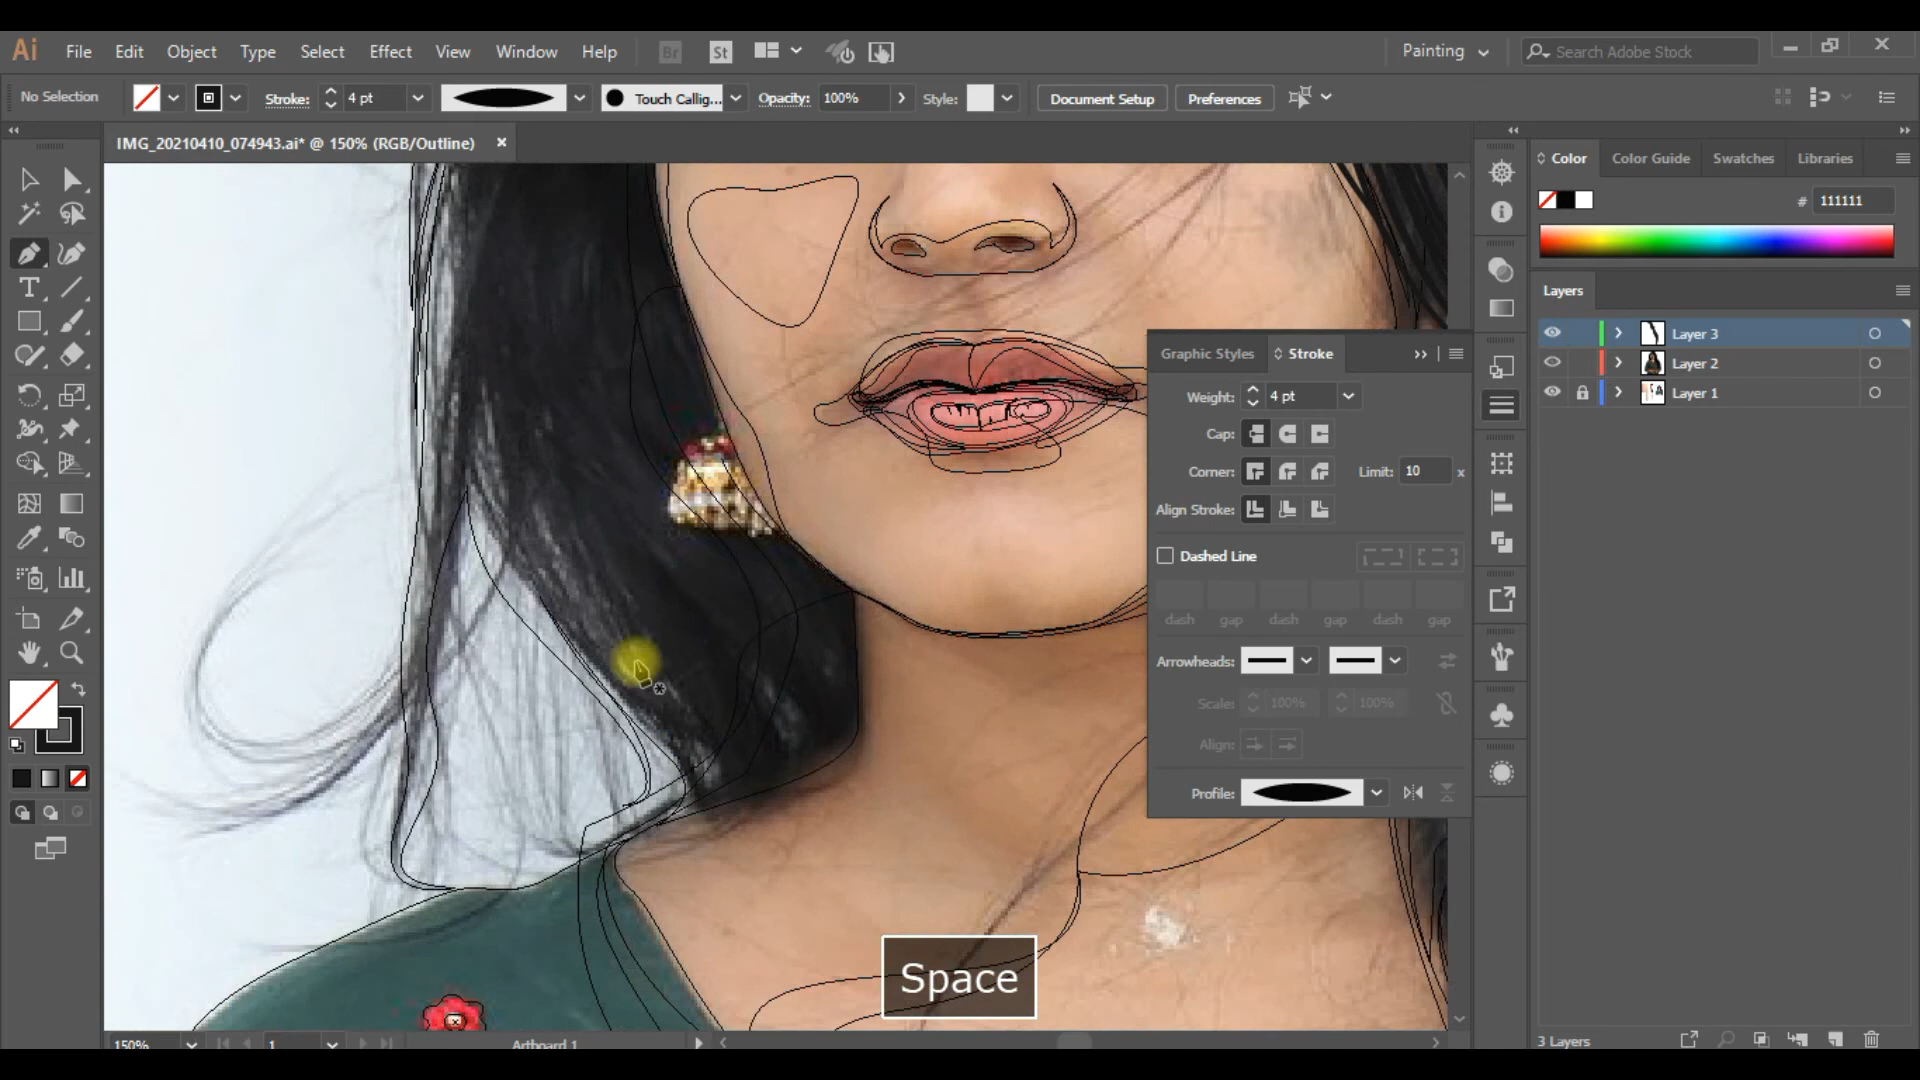 Ai File Edit Object Type Select Effect View Window Help Br St Painting Search Adobe Stock
No Selection Stroke: 4 pt Touch Callig... Opacity: 100% Style: Document Setup Preferences
IMG_20210410_074943.ai* @ 150% (RGB/Outline) ×
Color Color Guide Swatches Libraries
# 111111
Layers
Layer 3
Layer 2
Layer 1
Graphic Styles Stroke
Weight: 4 pt
Cap:
Corner: Limit: 10 x
Align Stroke:
Dashed Line
dash gap dash gap dash gap
Arrowheads:
Scale: 100% 100%
Align:
Profile:
Space
150% 1 Artboard 1
3 Layers